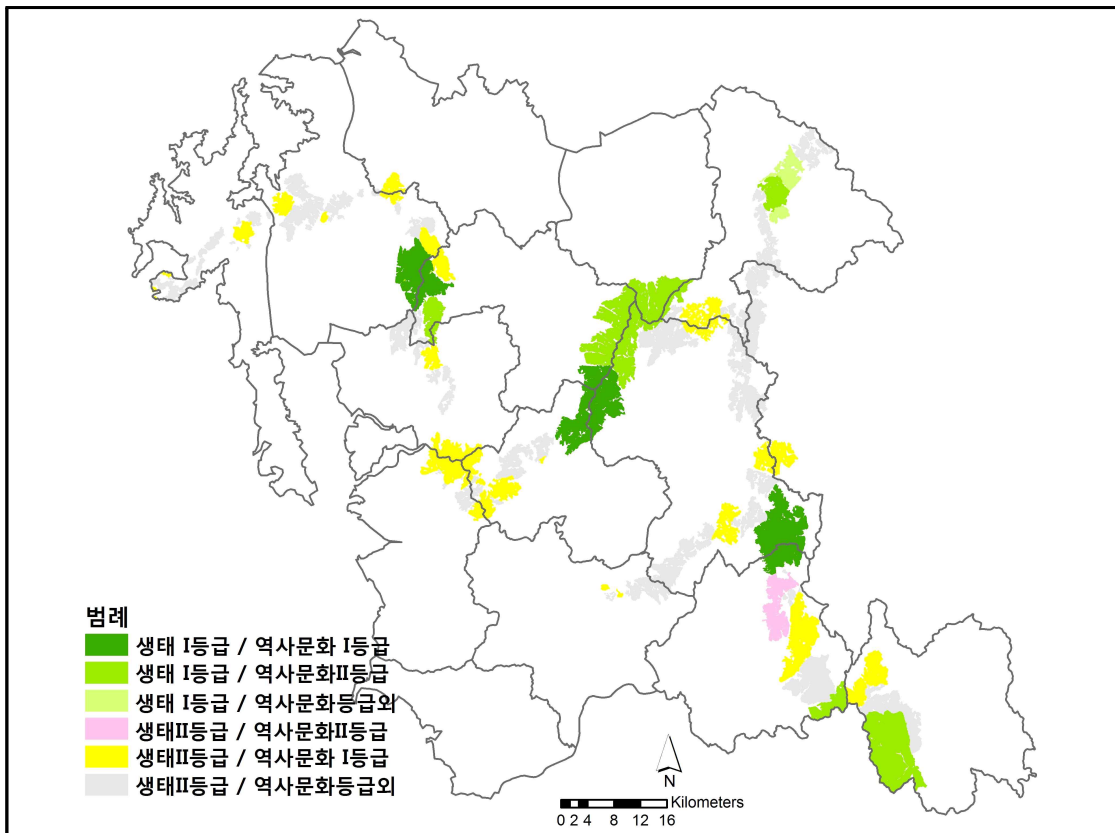 범례
생태 I등급 / 역사문화 I등급
생태 I등급 / 역사문화II등급
생태 I등급 / 역사문화등급외
생태II등급 / 역사문화II등급
생태II등급 / 역사문화 I등급
생태II등급 / 역사문화등급외
N
Kilometers
0 2 4 8 12 16